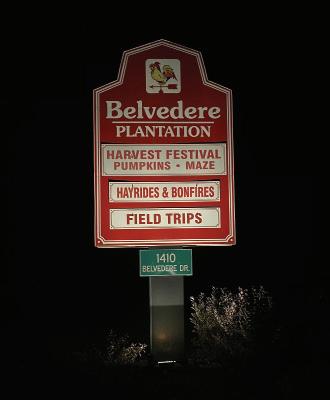 Belvedere
PLANTATION
HARVEST FESTIVAL
PUMPKINS • MAZE
HAYRIDES & BONFIRES
FIELD TRIPS
1410
BELVEDERE DR.